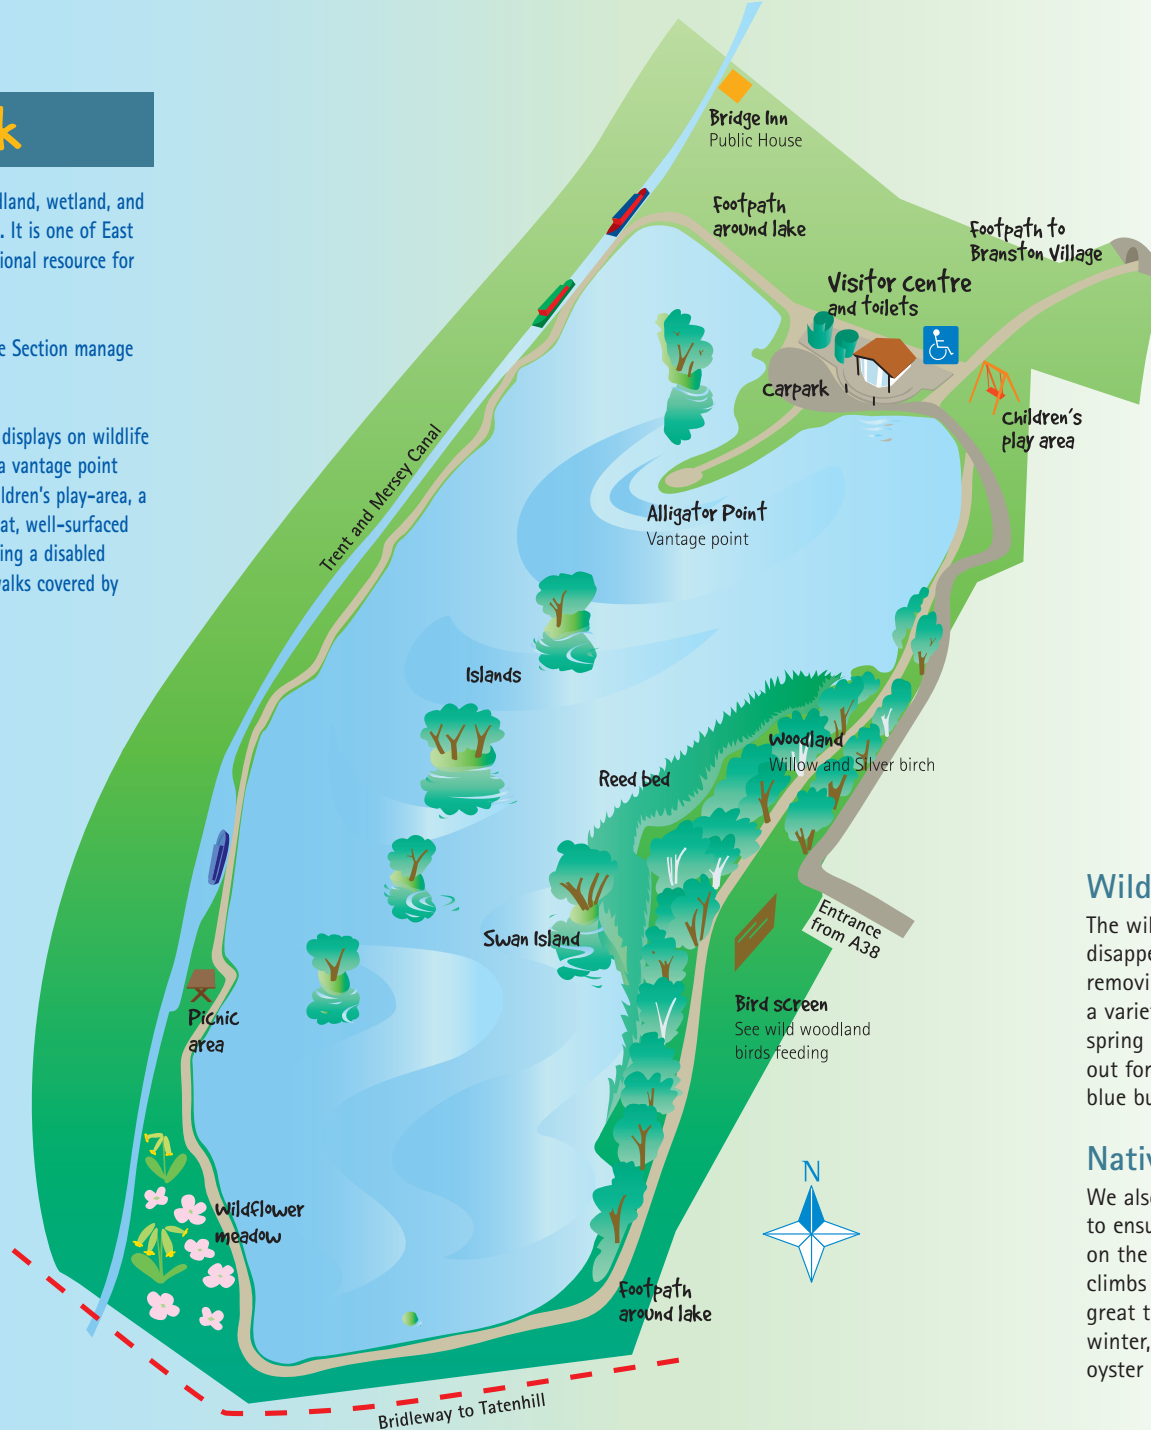 k
lland, wetland, and
. It is one of East
ional resource for
e Section manage
displays on wildlife
a vantage point
ldren's play-area, a
at, well-surfaced
ing a disabled
valks covered by
Bridge Inn
Public House
Footpath
around lake
Footpath to
Branston Village
Visitor Centre
and toilets
Carpark
Children's
play area
Trent and Mersey Canal
Alligator Point
Vantage point
Islands
Woodland
Willow and Silver birch
Reed bed
Swan Island
Entrance
from A38
Picnic
area
Bird screen
See wild woodland
birds feeding
N
Wildflower
meadow
Footpath
around lake
Bridleway to Tatenhill
Wild
The wil
disappe
removi
a varie
spring
out for
blue bu
Nativ
We also
to ensu
on the
climbs
great t
winter,
oyster